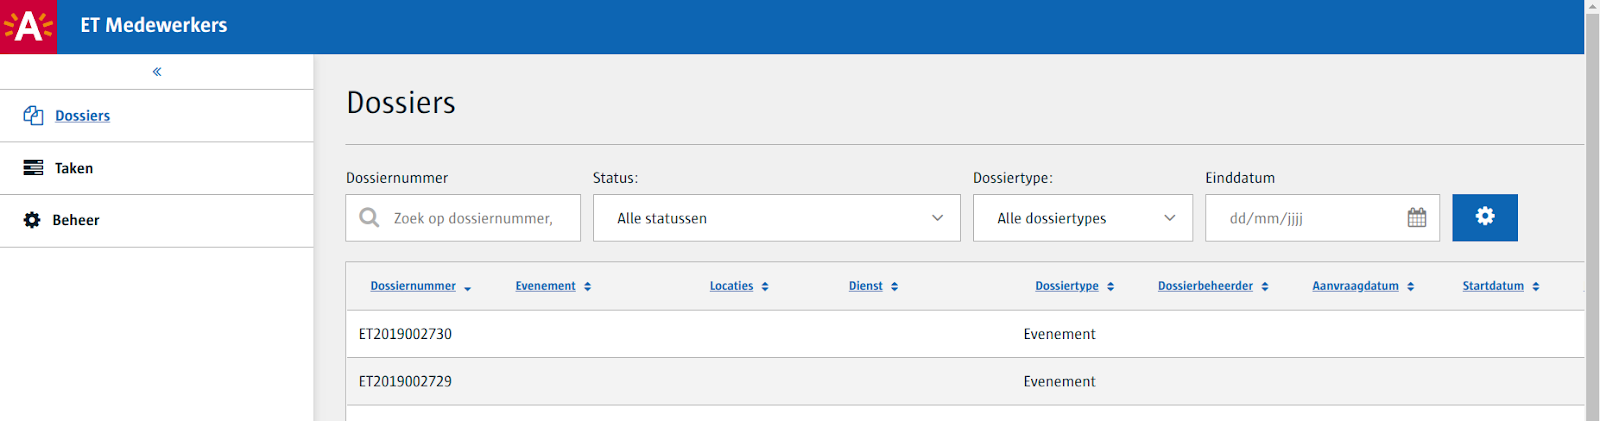 A ET Medewerkers
«
Dossiers
Taken
Beheer
Dossiers
Dossiernummer Status: Dossiertype: Einddatum
Zoek op dossiernummer, Alle statussen Alle dossiertypes dd/mm/jjjj
Dossiernummer Evenement Locaties Dienst Dossiertype Dossierbeheerder Aanvraagdatum Startdatum
ET2019002730 Evenement
ET2019002729 Evenement